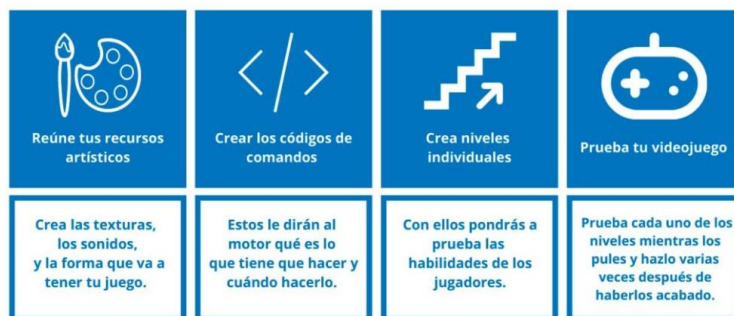 Reúne tus recursos
artísticos
Crear los códigos de
comandos
Crea niveles
individuales
Prueba tu videojuego
Crea las texturas,
los sonidos,
y la forma que va a
tener tu juego.
Estos le dirán al
motor qué es lo
que tiene que hacer y
cuándo hacerlo.
Con ellos pondrás a
prueba las
habilidades de los
jugadores.
Prueba cada uno de los
niveles mientras los
pules y hazlo varias
veces después de
haberlos acabado.